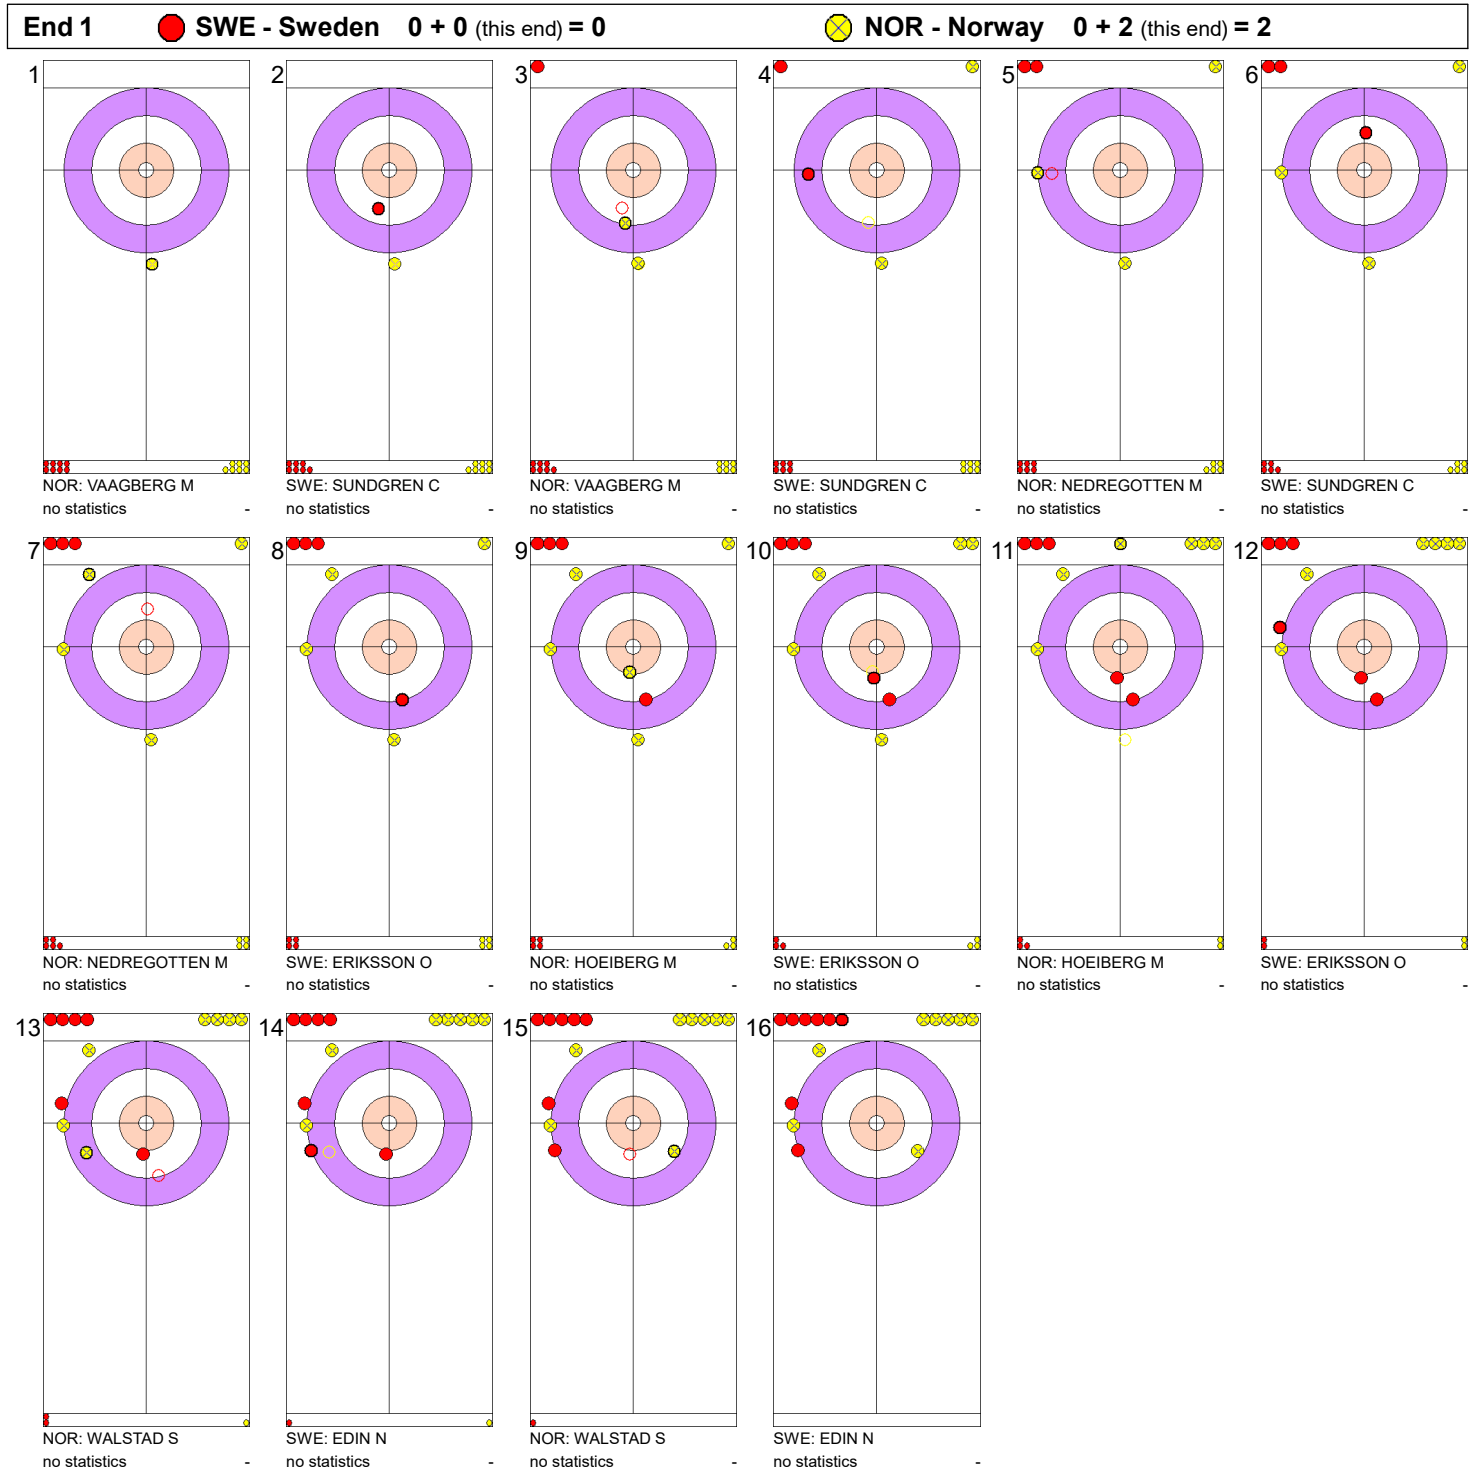 End 1 SWE - Sweden 0 + 0 (this end) = 0 NOR - Norway 0 + 2 (this end) = 2
1 2 3 4 5 6
NOR: VAAGBERG M SWE: SUNDGREN C NOR: VAAGBERG M SWE: SUNDGREN C NOR: NEDREGOTTEN M SWE: SUNDGREN C
no statistics - no statistics - no statistics - no statistics - no statistics - no statistics -
7 8 9 10 11 12
NOR: NEDREGOTTEN M SWE: ERIKSSON O NOR: HOEIBERG M SWE: ERIKSSON O NOR: HOEIBERG M SWE: ERIKSSON O
no statistics - no statistics - no statistics - no statistics - no statistics - no statistics -
13 14 15 16
NOR: WALSTAD S SWE: EDIN N NOR: WALSTAD S SWE: EDIN N
no statistics - no statistics - no statistics - no statistics -